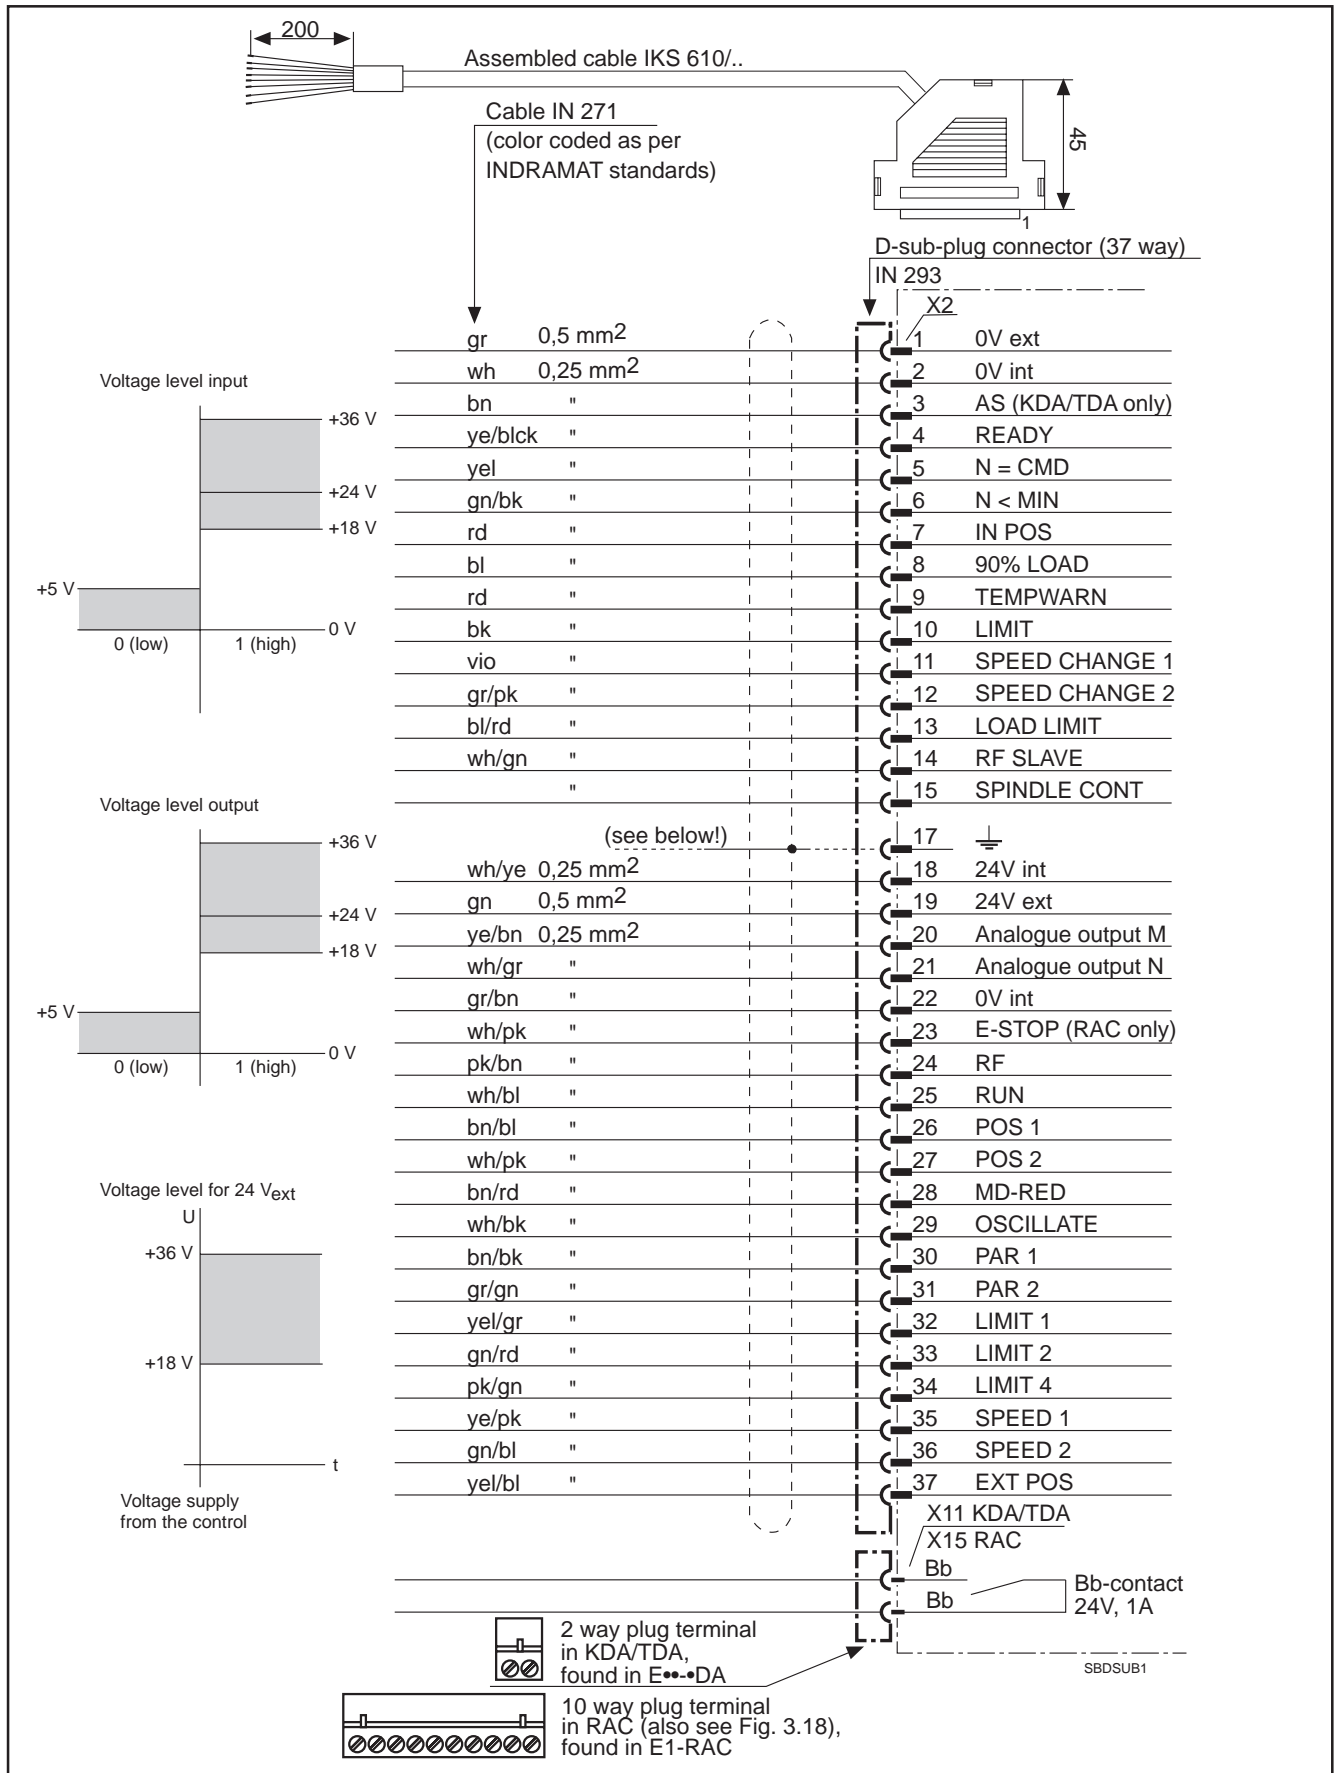 200
Assembled cable IKS 610/..
Cable IN 271
(color coded as per
INDRAMAT standards)
45
1
D-sub-plug connector (37 way)
IN 293
X2
gr 0,5 mm2 1 0V ext
wh 0,25 mm2 2 0V int
bn " 3 AS (KDA/TDA only)
ye/blck " 4 READY
yel " 5 N = CMD
gn/bk " 6 N < MIN
rd " 7 IN POS
bl " 8 90% LOAD
rd " 9 TEMPWARN
bk " 10 LIMIT
vio " 11 SPEED CHANGE 1
gr/pk " 12 SPEED CHANGE 2
bl/rd " 13 LOAD LIMIT
wh/gn " 14 RF SLAVE
" 15 SPINDLE CONT
(see below!) 17
wh/ye 0,25 mm2 18 24V int
gn 0,5 mm2 19 24V ext
ye/bn 0,25 mm2 20 Analogue output M
wh/gr " 21 Analogue output N
gr/bn " 22 0V int
wh/pk " 23 E-STOP (RAC only)
pk/bn " 24 RF
wh/bl " 25 RUN
bn/bl " 26 POS 1
wh/pk " 27 POS 2
bn/rd " 28 MD-RED
wh/bk " 29 OSCILLATE
bn/bk " 30 PAR 1
gr/gn " 31 PAR 2
yel/gr " 32 LIMIT 1
gn/rd " 33 LIMIT 2
pk/gn " 34 LIMIT 4
ye/pk " 35 SPEED 1
gn/bl " 36 SPEED 2
yel/bl " 37 EXT POS
Voltage level input
+36 V
+24 V
+18 V
+5 V
0 V
0 (low) 1 (high)
Voltage level output
+36 V
+24 V
+18 V
+5 V
0 V
0 (low) 1 (high)
Voltage level for 24 Vext
U
+36 V
+18 V
t
Voltage supply
from the control
X11 KDA/TDA
X15 RAC
Bb
Bb
Bb-contact
24V, 1A
2 way plug terminal
in KDA/TDA,
found in E••-•DA
SBDSUB1
10 way plug terminal
in RAC (also see Fig. 3.18),
found in E1-RAC